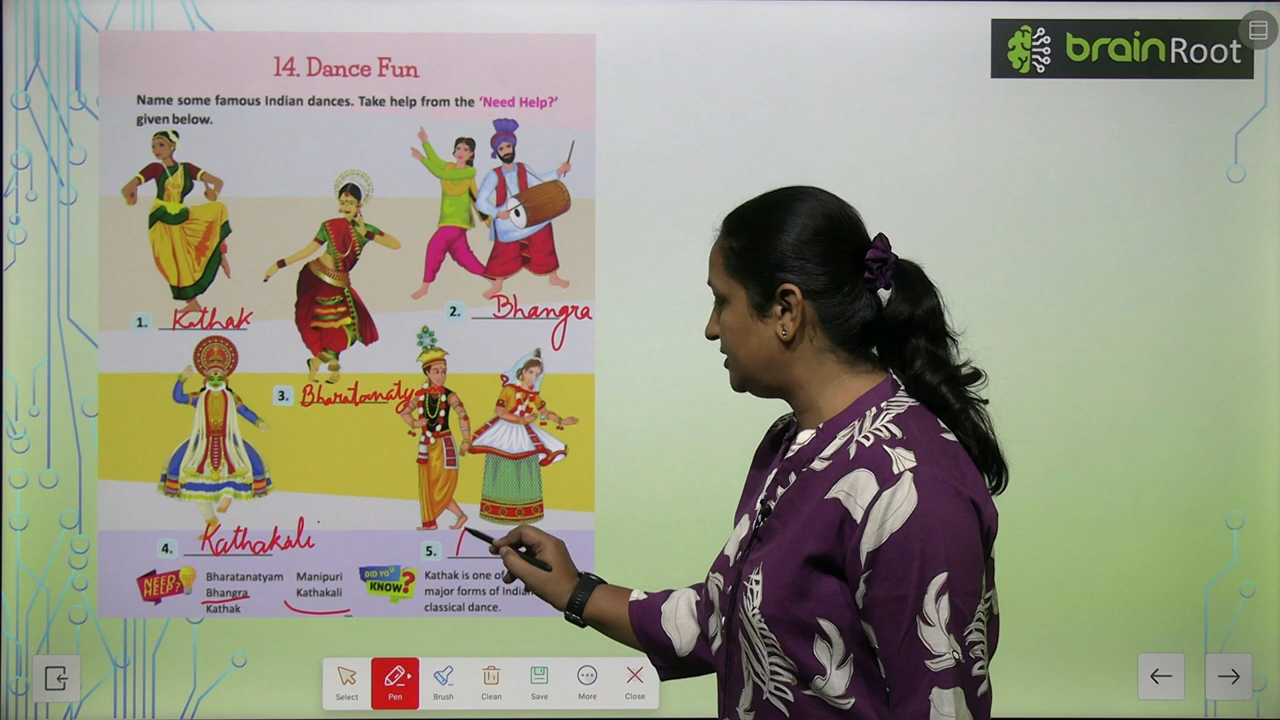 brainRoot
14. Dance Fun
Name some famous Indian dances. Take help from the 'Need Help?'
given below.
1. Kathak
2. Bhangra
3. Bharatanaty
4. Kathakali
5.
NEED HELP?
Bharatanatyam Manipuri
Bhangra Kathakali
Kathak
DID YOU KNOW?
Kathak is one of
major forms of Indian
classical dance.
Select Pen Brush Clean Save More Close